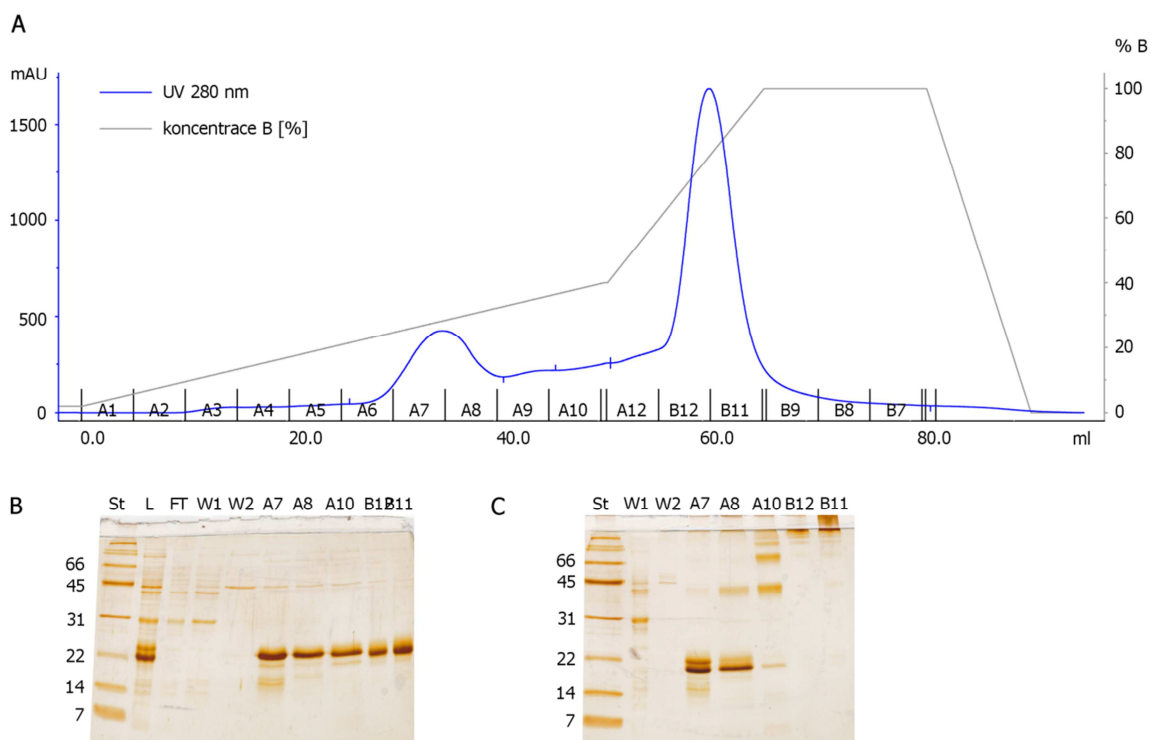 A
mAU
% B
UV 280 nm
koncentrace B [%]
1500
1000
500
0
100
80
60
40
20
0
A1 A2 A3 A4 A5 A6 A7 A8 A9 A10 A12 B12 B11 B9 B8 B7
0.0 20.0 40.0 60.0 80.0 ml
B
St L FT W1 W2 A7 A8 A10 B12 B11
66
45
31
22
14
7
C
St W1 W2 A7 A8 A10 B12 B11
66
45
31
22
14
7